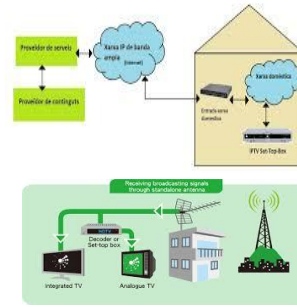 Proveïdor de serveis
Xarxa IP de banda
ampla
(Internet)
Proveïdor de continguts
Xarxa domèstica
Entrada xarxa
domèstica
IPTV Set-Top-Box
Receiving broadcasting signals
through standalone antenna
HDTV
Decoder or
Set-top box
Integrated TV
Analogue TV